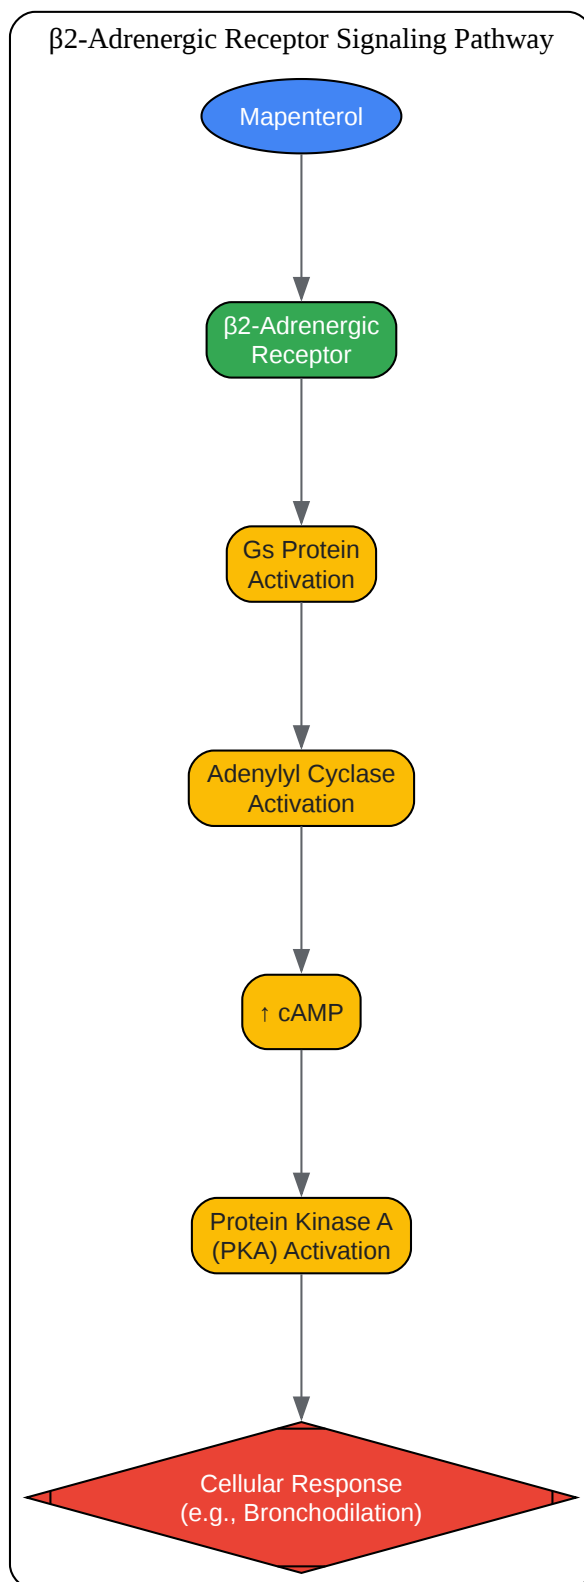 β2-Adrenergic Receptor Signaling Pathway
Mapenterol
β2-Adrenergic
Receptor
Gs Protein
Activation
Adenylyl Cyclase
Activation
↑ cAMP
Protein Kinase A
(PKA) Activation
Cellular Response
(e.g., Bronchodilation)